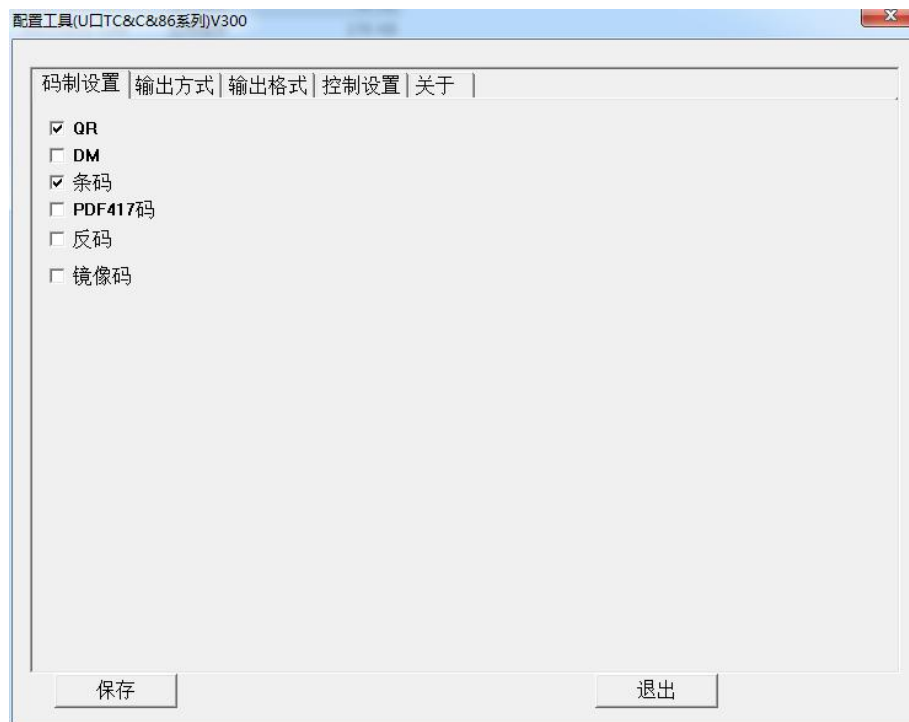 配置工具(U口TC&C&86系列)V300
码制设置 输出方式 输出格式 控制设置 关于
QR
DM
条码
PDF417码
反码
镜像码
保存 退出